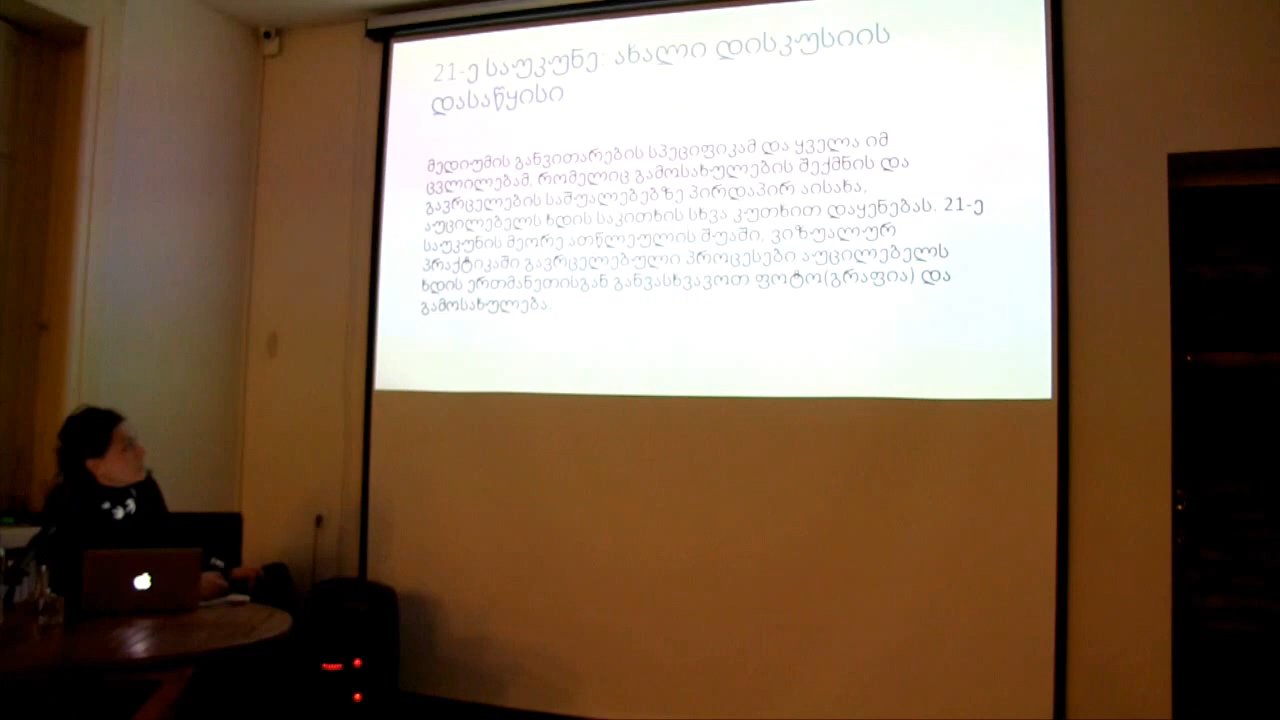 21-ე საუკუნე: ახალი დისკუსიის
დასაწყისი
მედიუმის განვითარების სპეციფიკამ და ყველა იმ
ცვლილებამ, რომელიც გამოსახულების შექმნის და
გავრცელების საშუალებებზე პირდაპირ აისახა,
აუცილებელს ხდის საკითხის სხვა კუთხით დაყენებას. 21-ე
საუკუნის მეორე ათწლეულის შუაში, ვიზუალურ
პრაქტიკაში გავრცელებული პროცესები აუცილებელს
ხდის ერთმანეთისგან განვასხვავოთ ფოტო(გრაფია) და
გამოსახულება.